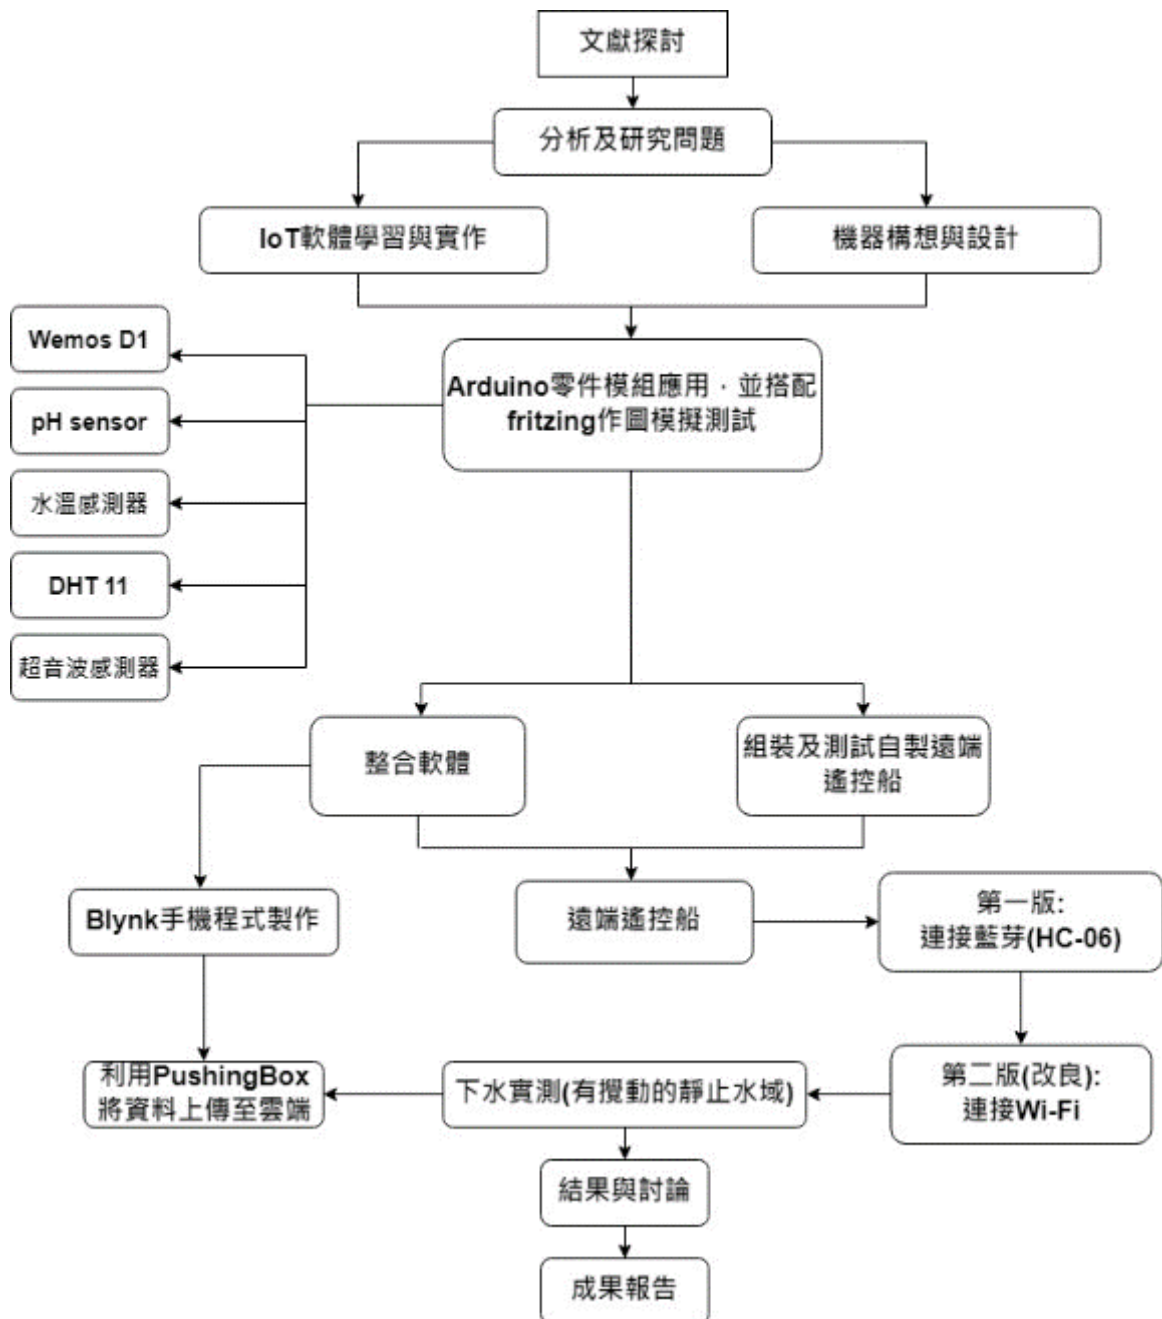 文獻探討
分析及研究問題
IoT軟體學習與實作
機器構想與設計
Wemos D1
pH sensor
水溫感測器
DHT 11
超音波感測器
Arduino零件模組應用，並搭配
fritzing作圖模擬測試
整合軟體
組裝及測試自製遠端
遙控船
Blynk手機程式製作
遠端遙控船
第一版:
連接藍芽(HC-06)
利用PushingBox
將資料上傳至雲端
下水實測(有攪動的靜止水域)
第二版(改良):
連接Wi-Fi
結果與討論
成果報告